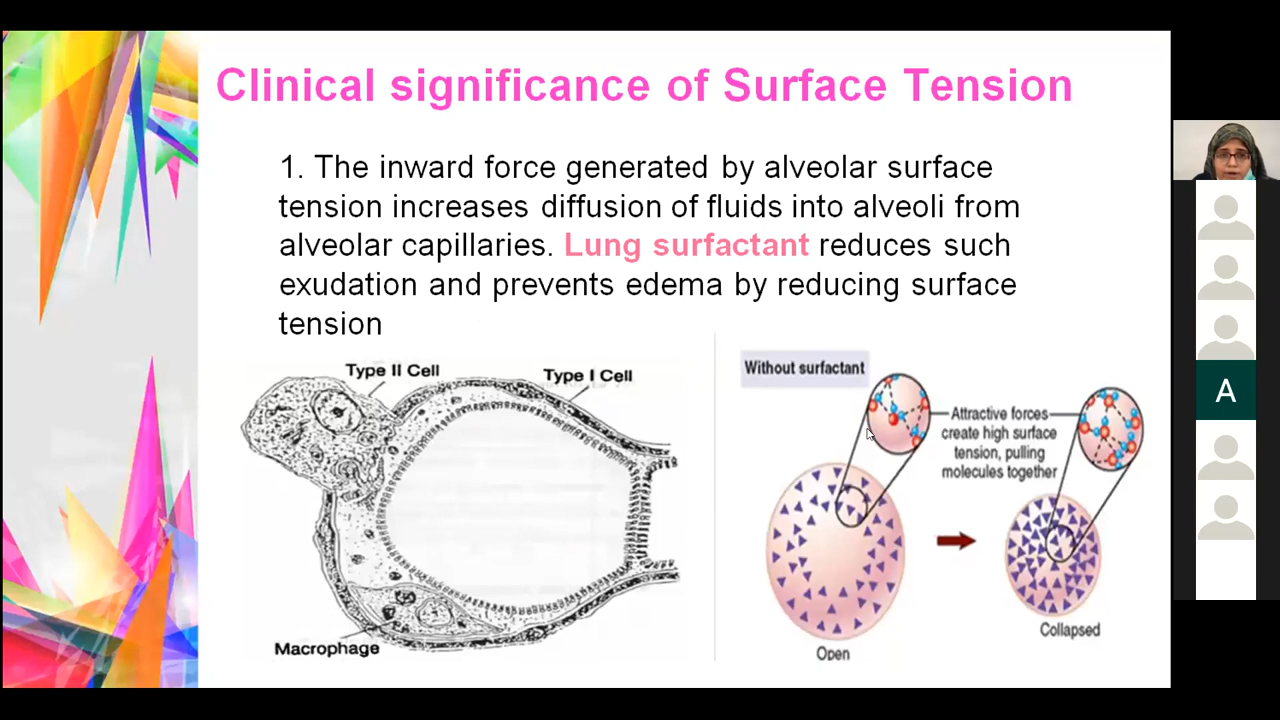 Clinical significance of Surface Tension
1. The inward force generated by alveolar surface
tension increases diffusion of fluids into alveoli from
alveolar capillaries. Lung surfactant reduces such
exudation and prevents edema by reducing surface
tension
Type II Cell
Type I Cell
Macrophage
Without surfactant
Attractive forces
create high surface
tension, pulling
molecules together
Open
Collapsed
A